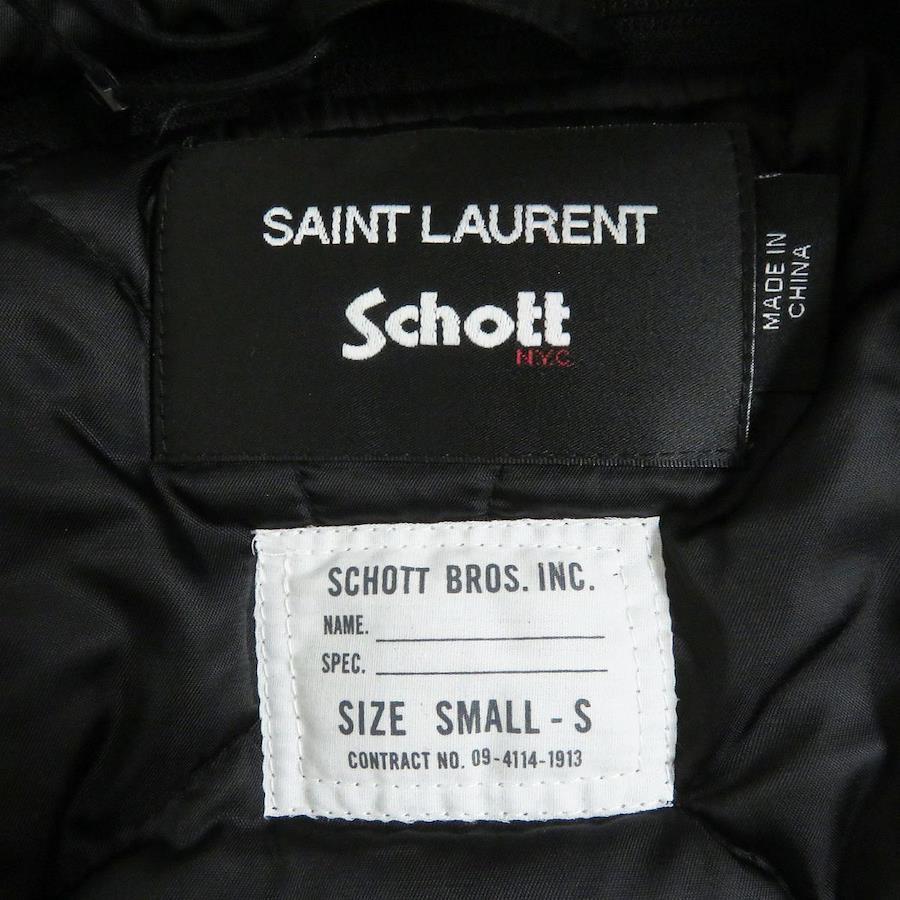 SAINT LAURENT
Schott
N.Y.C.
MADE IN
CHINA
SCHOTT BROS. INC.
NAME.
SPEC.
SIZE SMALL - S
CONTRACT NO. 09-4114-1913